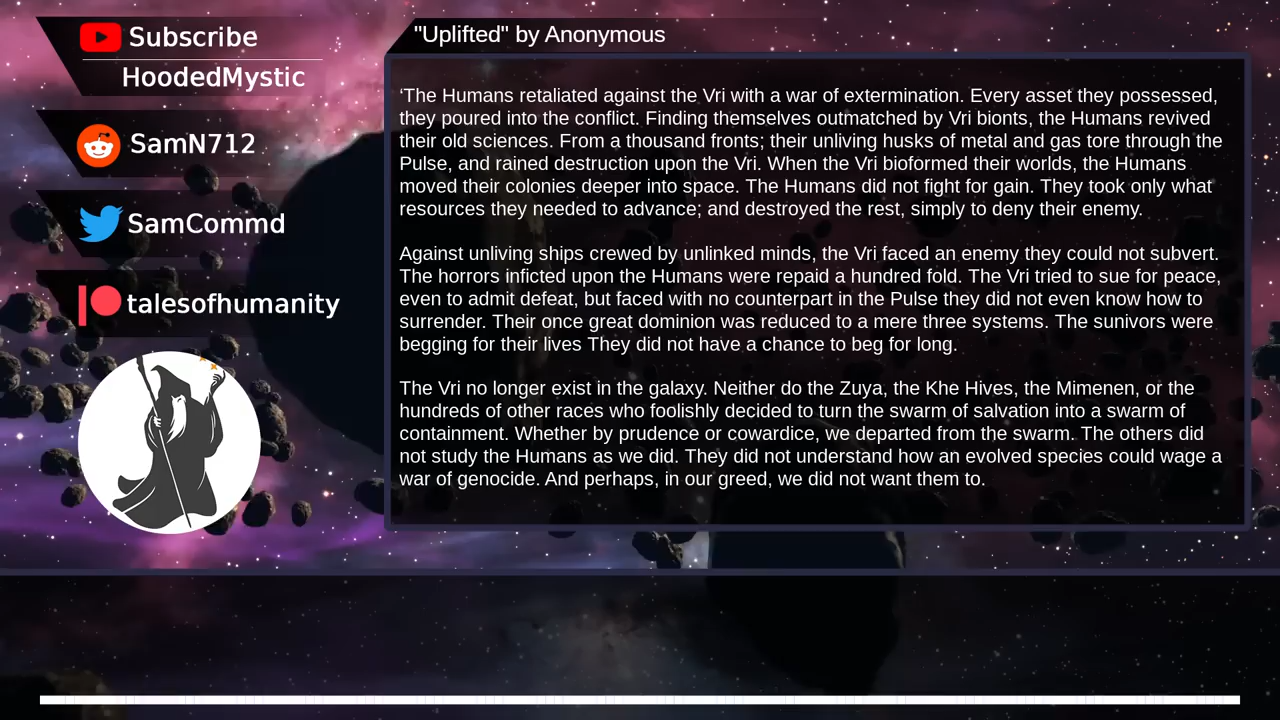 Subscribe
HoodedMystic
SamN712
SamCommd
talesofhumanity
"Uplifted" by Anonymous
‘The Humans retaliated against the Vri with a war of extermination. Every asset they possessed,
they poured into the conflict. Finding themselves outmatched by Vri bionts, the Humans revived
their old sciences. From a thousand fronts; their unliving husks of metal and gas tore through the
Pulse, and rained destruction upon the Vri. When the Vri bioformed their worlds, the Humans
moved their colonies deeper into space. The Humans did not fight for gain. They took only what
resources they needed to advance; and destroyed the rest, simply to deny their enemy.
Against unliving ships crewed by unlinked minds, the Vri faced an enemy they could not subvert.
The horrors inficted upon the Humans were repaid a hundred fold. The Vri tried to sue for peace,
even to admit defeat, but faced with no counterpart in the Pulse they did not even know how to
surrender. Their once great dominion was reduced to a mere three systems. The sunivors were
begging for their lives They did not have a chance to beg for long.
The Vri no longer exist in the galaxy. Neither do the Zuya, the Khe Hives, the Mimenen, or the
hundreds of other races who foolishly decided to turn the swarm of salvation into a swarm of
containment. Whether by prudence or cowardice, we departed from the swarm. The others did
not study the Humans as we did. They did not understand how an evolved species could wage a
war of genocide. And perhaps, in our greed, we did not want them to.